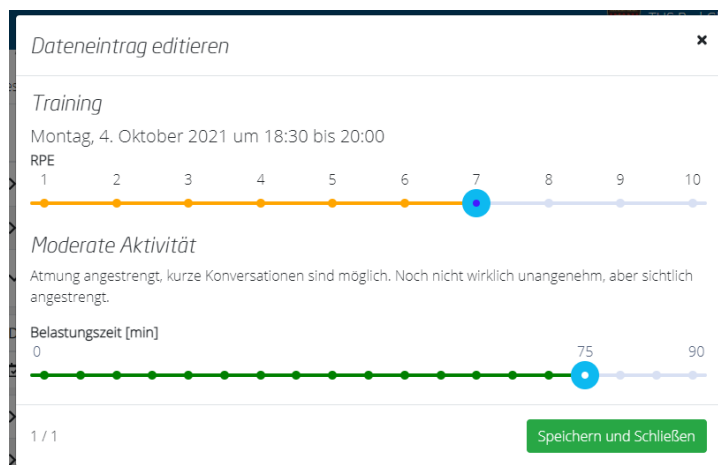 Dateneintrag editieren
Training
Montag, 4. Oktober 2021 um 18:30 bis 20:00
RPE
1 2 3 4 5 6 7 8 9 10
Moderate Aktivität
Atmung angestrengt, kurze Konversationen sind möglich. Noch nicht wirklich unangenehm, aber sichtlich
angestrengt.
Belastungszeit [min]
0 75 90
1 / 1
Speichern und Schließen